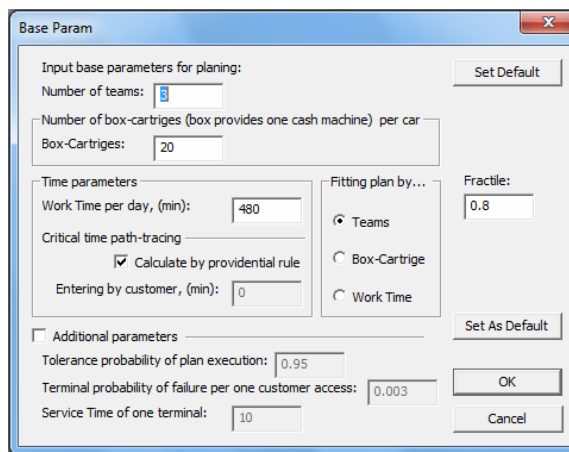 Base Param
Input base parameters for planing:
Set Default
Number of teams: 3
Number of box-cartriges (box provides one cash machine) per car
Box-Cartriges: 20
Time parameters
Fitting plan by...
Fractile:
Work Time per day, (min): 480
0.8
Teams
Critical time path-tracing
Calculate by providential rule
Box-Cartrige
Entering by customer, (min): 0
Work Time
Additional parameters
Set As Default
Tolerance probability of plan execution: 0.95
Terminal probability of failure per one customer access: 0.003
OK
Service Time of one terminal: 10
Cancel